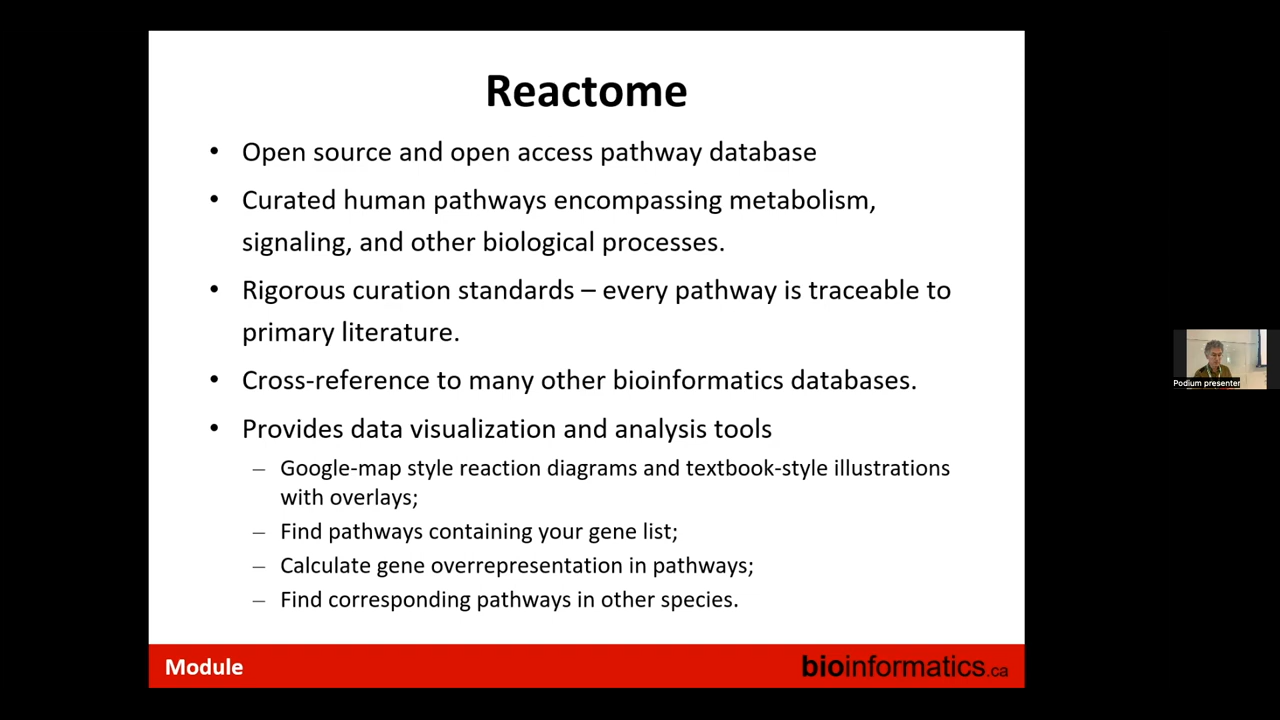 Reactome
• Open source and open access pathway database
• Curated human pathways encompassing metabolism,
signaling, and other biological processes.
• Rigorous curation standards – every pathway is traceable to
primary literature.
• Cross-reference to many other bioinformatics databases.
• Provides data visualization and analysis tools
– Google-map style reaction diagrams and textbook-style illustrations
with overlays;
– Find pathways containing your gene list;
– Calculate gene overrepresentation in pathways;
– Find corresponding pathways in other species.
Module
bioinformatics.ca
Podium presenter